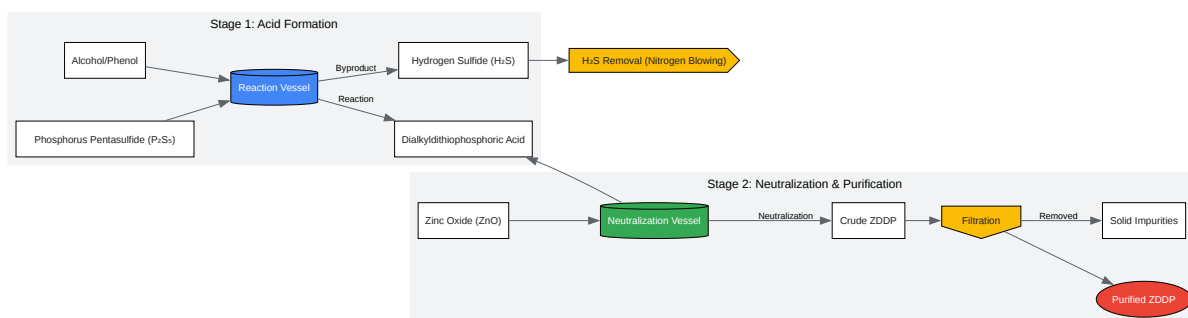 Stage 1: Acid Formation
Alcohol/Phenol
Phosphorus Pentasulfide (P₂S₅)
Reaction Vessel
Byproduct
Reaction
Hydrogen Sulfide (H₂S)
Dialkyldithiophosphoric Acid
H₂S Removal (Nitrogen Blowing)
Stage 2: Neutralization & Purification
Zinc Oxide (ZnO)
Neutralization Vessel
Neutralization
Crude ZDDP
Filtration
Removed
Solid Impurities
Purified ZDDP